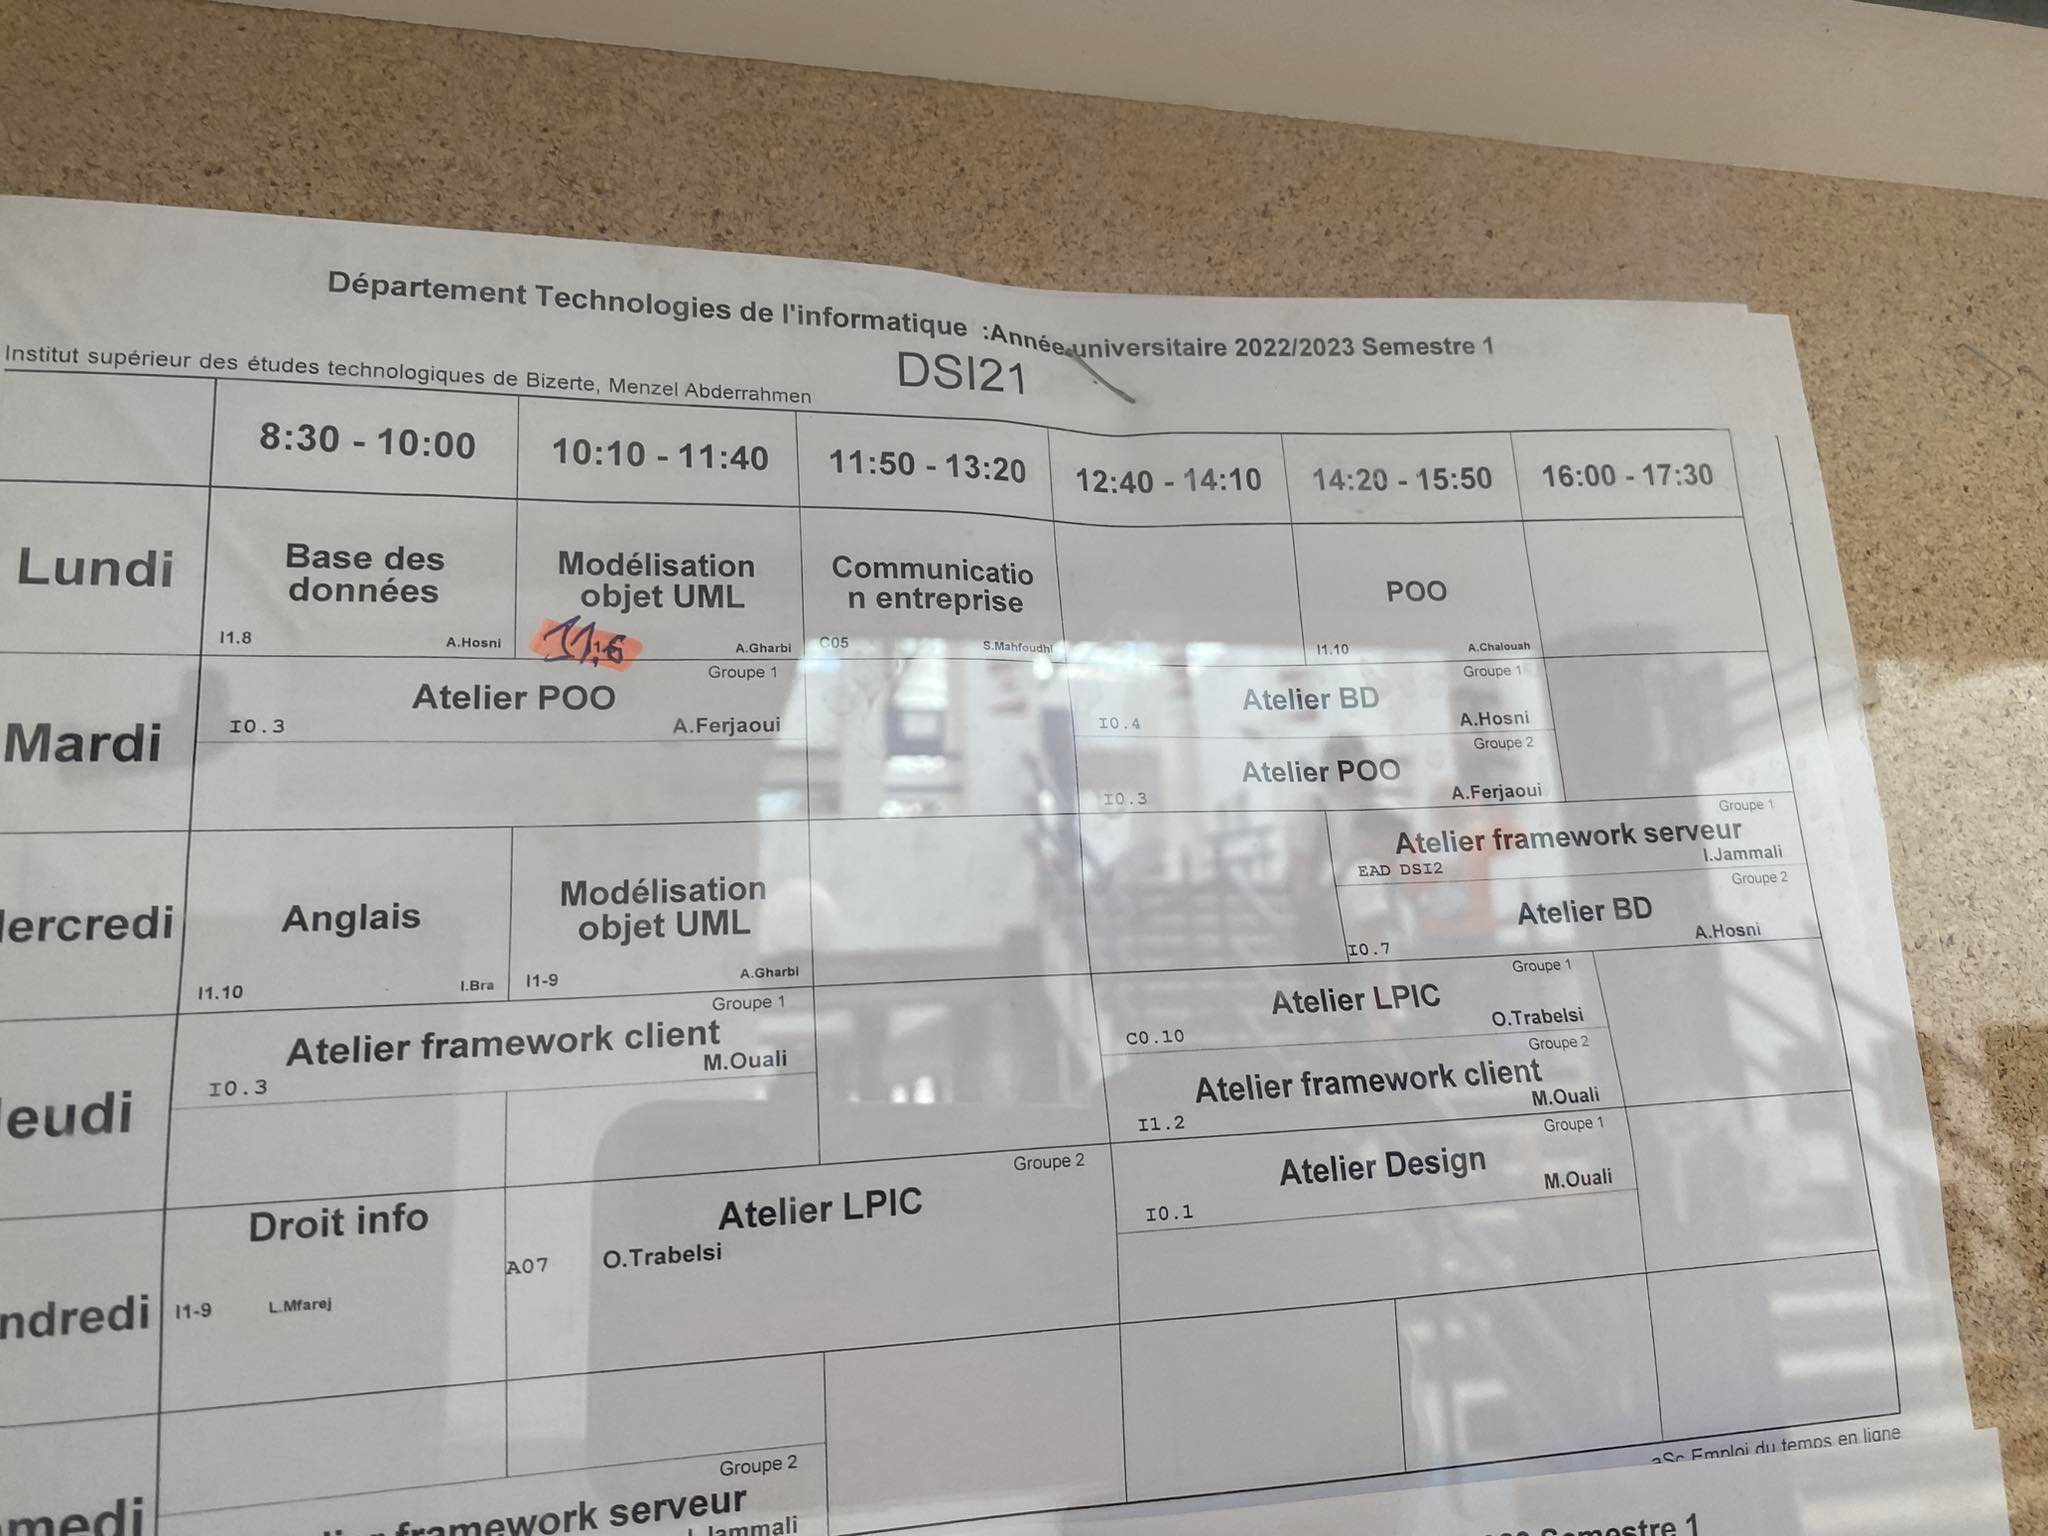 Département Technologies de l'informatique :Année universitaire 2022/2023 Semestre 1
Institut supérieur des études technologiques de Bizerte, Menzel Abderrahmen
DSI21
8:30 - 10:00
10:10 - 11:40
11:50 - 13:20
12:40 - 14:10
14:20 - 15:50
16:00 - 17:30
Lundi
Base des
données
I1.8
A.Hosni
Modélisation
objet UML
11.6
A.Gharbi
Communicatio
n entreprise
C05
S.Mahfoudhi
POO
I1.10
A.Chalouah
Mardi
Groupe 1
Atelier POO
I0.3
A.Ferjaoui
Groupe 1
Atelier BD
I0.4
A.Hosni
Groupe 2
Atelier POO
I0.3
A.Ferjaoui
ercredi
Anglais
I1.10
I.Bra
Modélisation
objet UML
I1-9
A.Gharbi
Groupe 1
Atelier framework serveur
EAD DSI2
I.Jammali
Groupe 2
Atelier BD
I0.7
A.Hosni
eudi
Groupe 1
Atelier framework client
I0.3
M.Ouali
Groupe 1
Atelier LPIC
C0.10
O.Trabelsi
Groupe 2
Atelier framework client
I1.2
M.Ouali
ndredi
Droit info
I1-9
L.Mfarej
Groupe 2
Atelier LPIC
A07
O.Trabelsi
Groupe 1
Atelier Design
I0.1
M.Ouali
medi
Groupe 2
framework serveur
Jammali
aSc Emploi du temps en ligne
Semestre 1